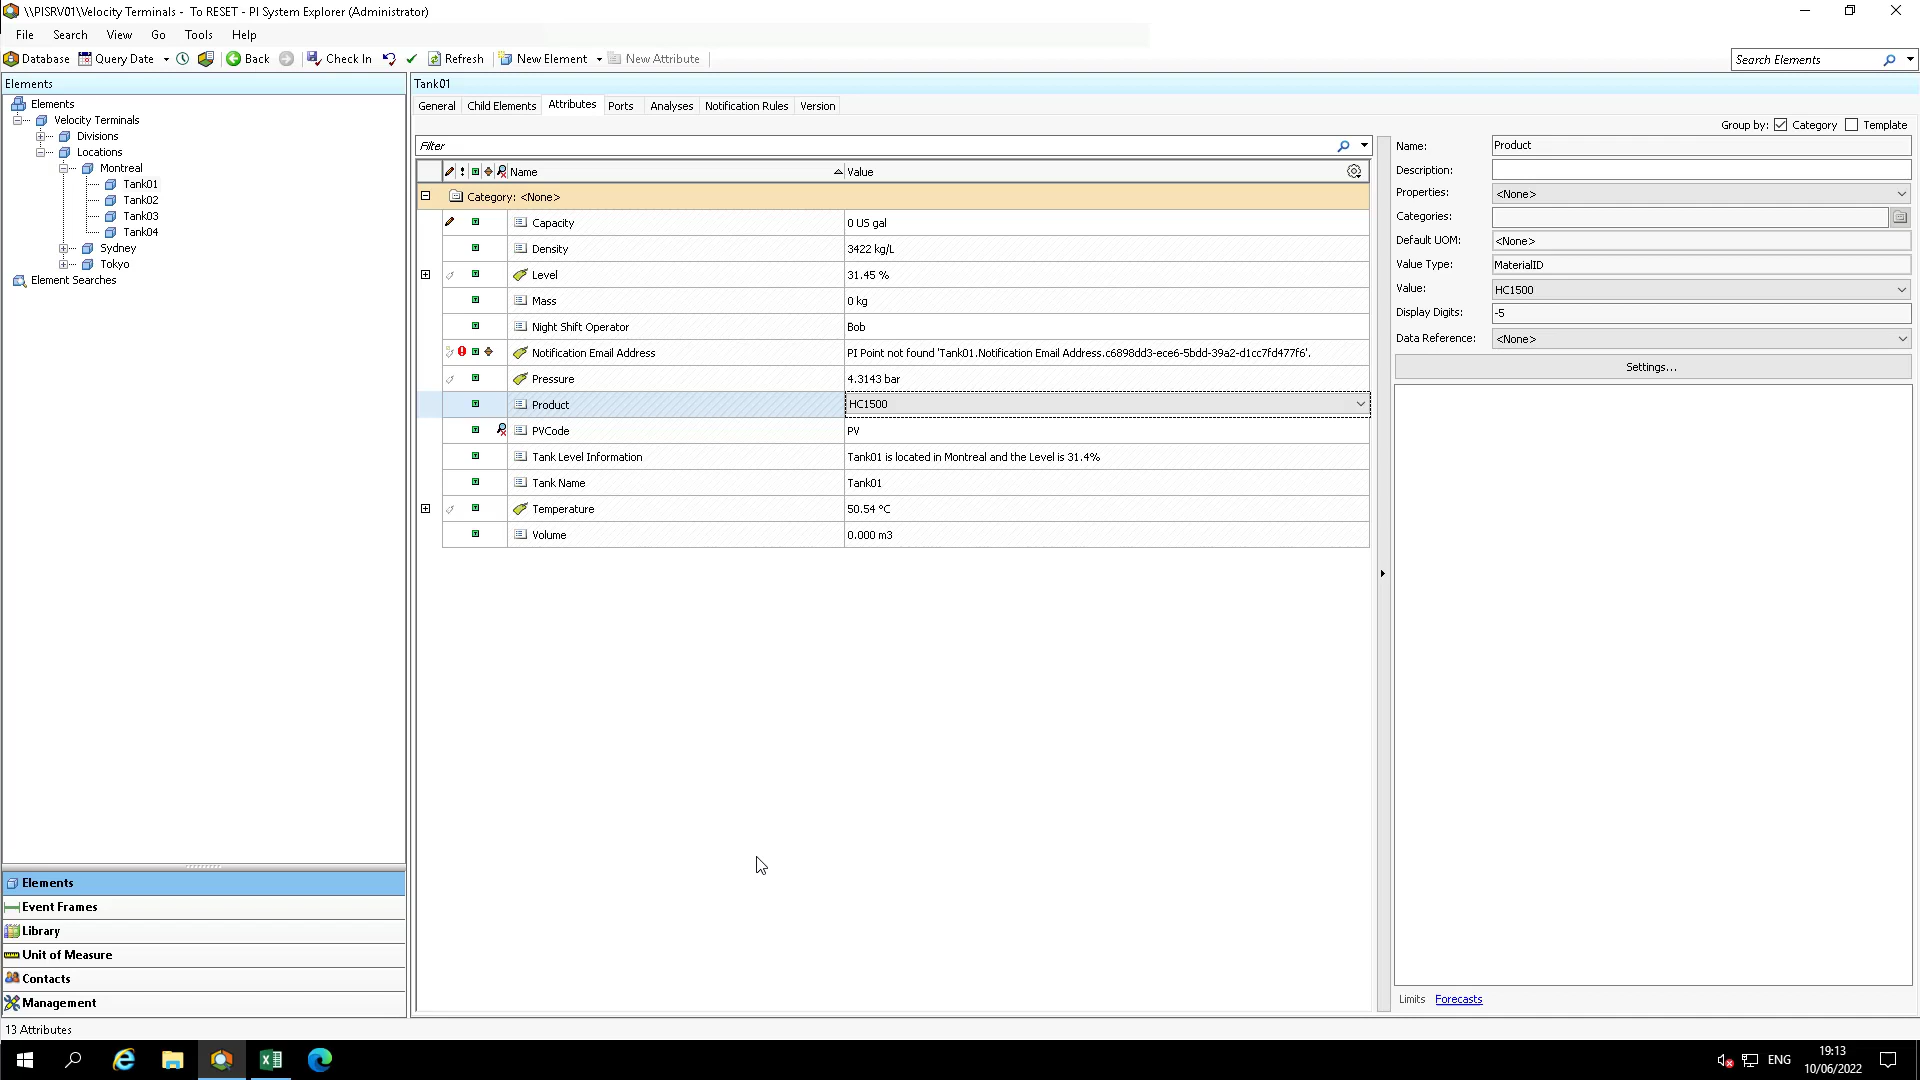 \\PISRV01\Velocity Terminals - To RESET - PI System Explorer (Administrator)
File Search View Go Tools Help
Database Query Date Back Check In Refresh New Element New Attribute Search Elements
Elements
Elements
Velocity Terminals
Divisions
Locations
Montreal
Tank01
Tank02
Tank03
Tank04
Sydney
Tokyo
Element Searches
Elements
Event Frames
Library
Unit of Measure
Contacts
Management
Tank01
General Child Elements Attributes Ports Analyses Notification Rules Version
Group by: Category Template
Filter
Name Value
Category: <None>
Capacity 0 US gal
Density 3422 kg/L
Level 31.45 %
Mass 0 kg
Night Shift Operator Bob
Notification Email Address PI Point not found 'Tank01.Notification Email Address.c6898dd3-ece6-5bdd-39a2-d1cc7fd477f6'.
Pressure 4.3143 bar
Product HC1500
PVCode PV
Tank Level Information Tank01 is located in Montreal and the Level is 31.4%
Tank Name Tank01
Temperature 50.54 °C
Volume 0.000 m3
Name: Product
Description:
Properties: <None>
Categories:
Default UOM: <None>
Value Type: MaterialID
Value: HC1500
Display Digits: -5
Data Reference: <None>
Settings...
Limits Forecasts
13 Attributes
ENG
19:13
10/06/2022